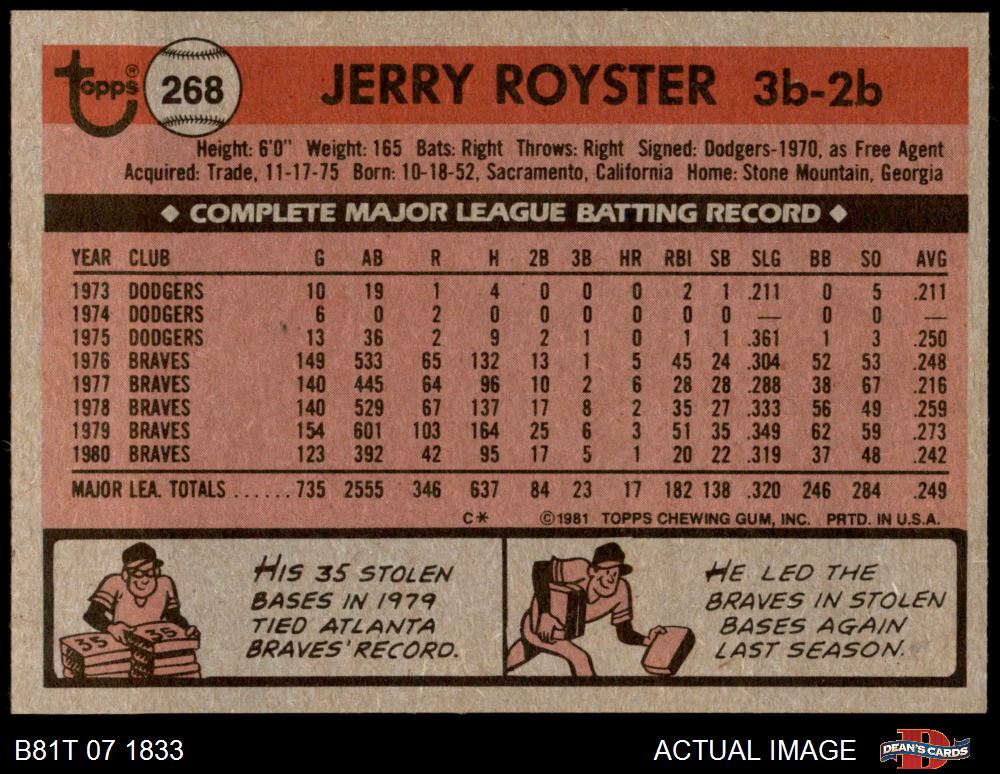 Topps® 268 JERRY ROYSTER 3b-2b
Height: 6'0" Weight: 165 Bats: Right Throws: Right Signed: Dodgers-1970, as Free Agent
Acquired: Trade, 11-17-75 Born: 10-18-52, Sacramento, California Home: Stone Mountain, Georgia
◆ COMPLETE MAJOR LEAGUE BATTING RECORD ◆
YEAR CLUB G AB R H 2B 3B HR RBI SB SLG BB SO AVG
1973 DODGERS 10 19 1 4 0 0 0 2 1 .211 0 5 .211
1974 DODGERS 6 0 2 0 0 0 0 0 0 — 0 0 —
1975 DODGERS 13 36 2 9 2 1 0 1 1 .361 1 3 .250
1976 BRAVES 149 533 65 132 13 1 5 45 24 .304 52 53 .248
1977 BRAVES 140 445 64 96 10 2 6 28 28 .288 38 67 .216
1978 BRAVES 140 529 67 137 17 8 2 35 27 .333 56 49 .259
1979 BRAVES 154 601 103 164 25 6 3 51 35 .349 62 59 .273
1980 BRAVES 123 392 42 95 17 5 1 20 22 .319 37 48 .242
MAJOR LEA. TOTALS ...... 735 2555 346 637 84 23 17 182 138 .320 246 284 .249
C* ©1981 TOPPS CHEWING GUM, INC. PRTD. IN U.S.A.
35 35
HIS 35 STOLEN
BASES IN 1979
TIED ATLANTA
BRAVES' RECORD.
HE LED THE
BRAVES IN STOLEN
BASES AGAIN
LAST SEASON.
B81T 07 1833 ACTUAL IMAGE DEAN'S CARDS